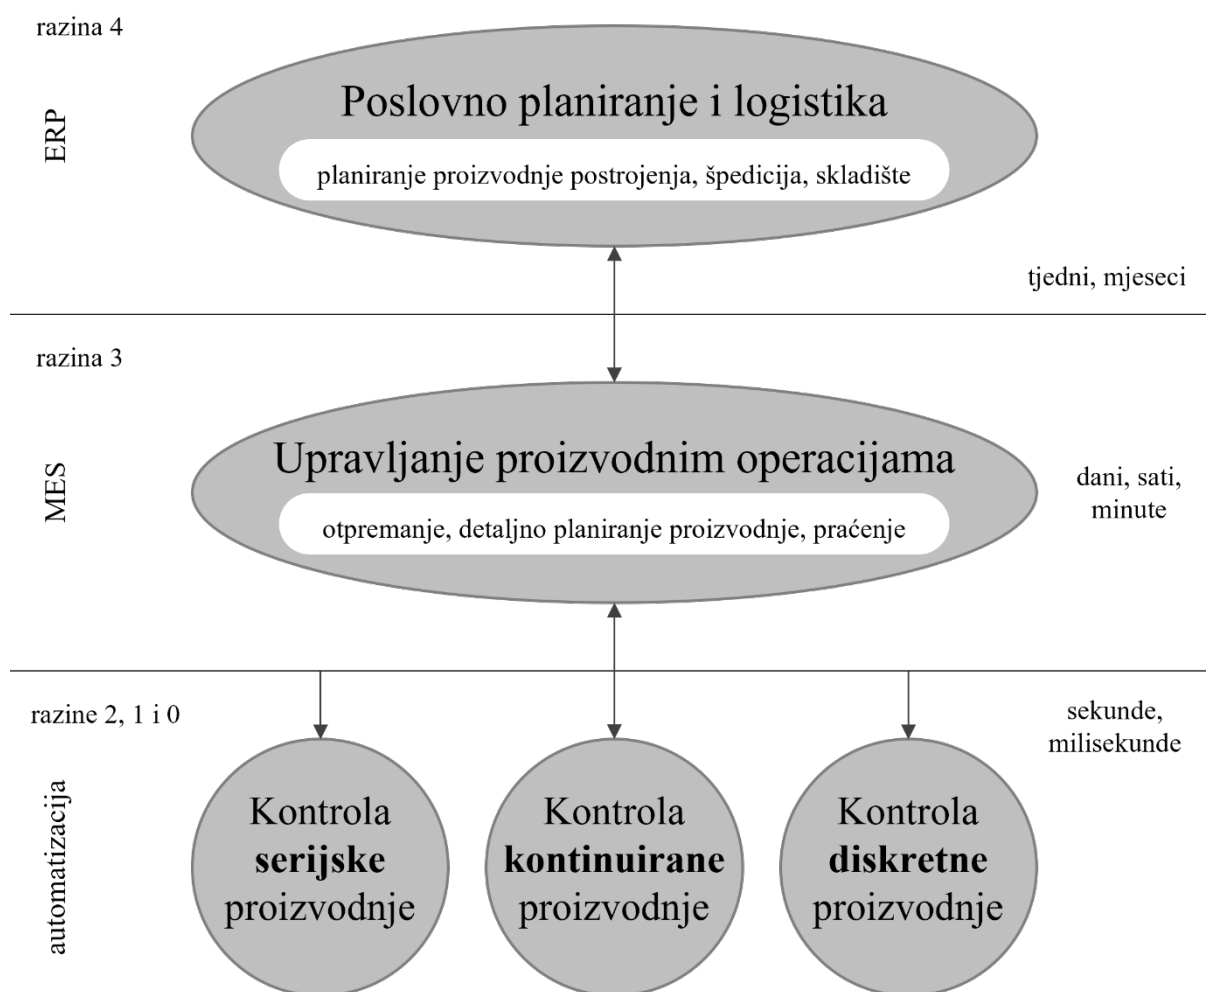 razina 4
ERP
Poslovno planiranje i logistika
planiranje proizvodnje postrojenja, špedicija, skladište
tjedni, mjeseci
razina 3
MES
Upravljanje proizvodnim operacijama
otpremanje, detaljno planiranje proizvodnje, praćenje
dani, sati,
minute
razine 2, 1 i 0
automatizacija
sekunde,
milisekunde
Kontrola
serijske
proizvodnje
Kontrola
kontinuirane
proizvodnje
Kontrola
diskretne
proizvodnje